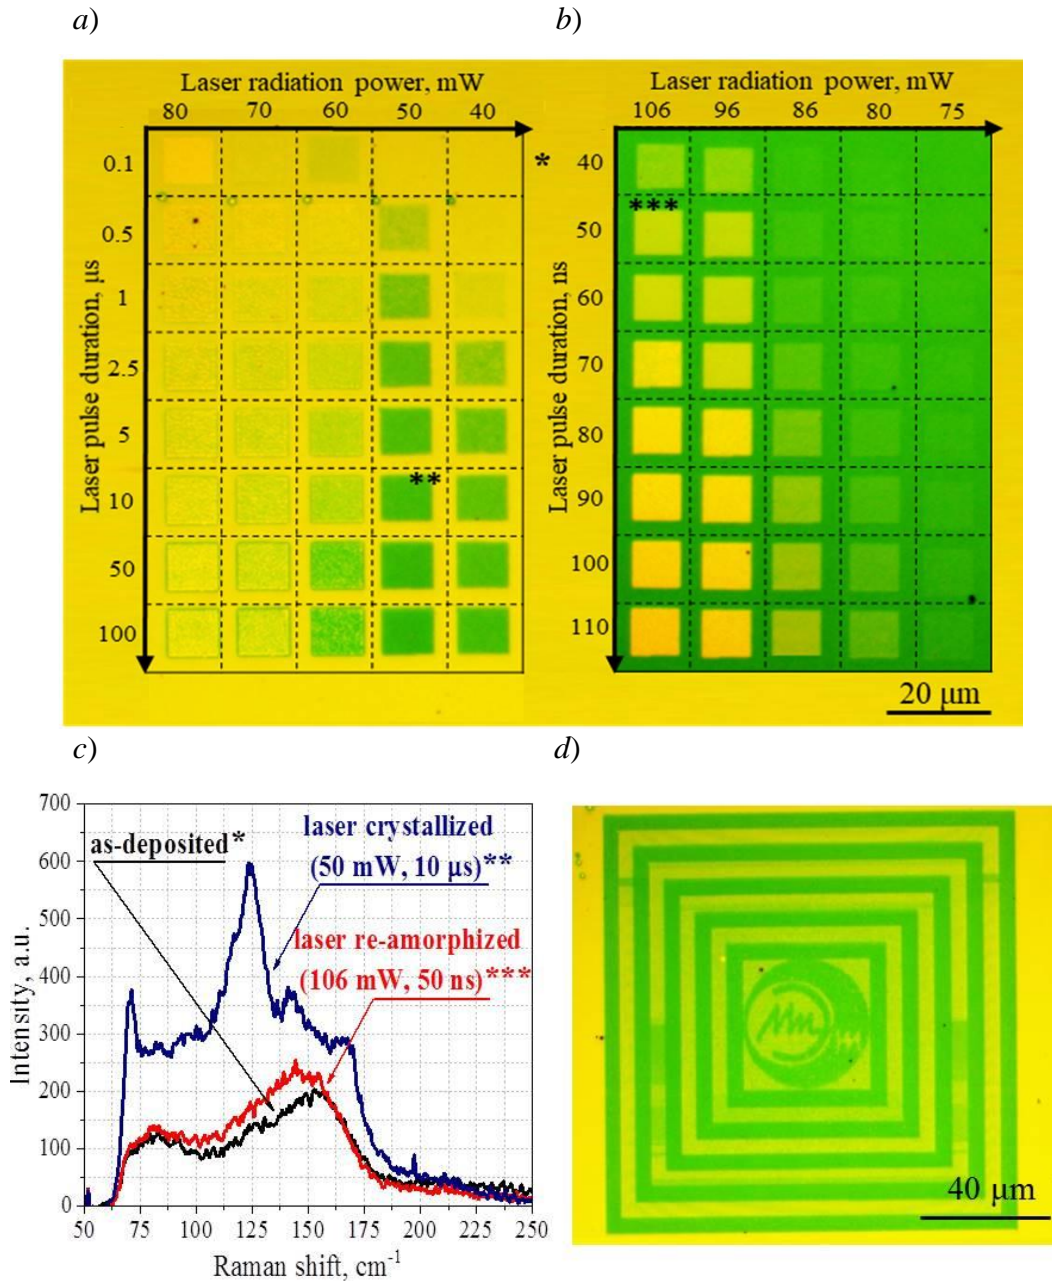 a) b)
Laser radiation power, mW
80 70 60 50 40
Laser pulse duration, μs
0.1
0.5
1
2.5
5
10
50
100
*
**
Laser radiation power, mW
106 96 86 80 75
Laser pulse duration, ns
40
50
60
70
80
90
100
110
***
20 μm
c) d)
Intensity, a.u.
700
600
500
400
300
200
100
0
as-deposited*
laser crystallized
(50 mW, 10 μs)**
laser re-amorphized
(106 mW, 50 ns)***
50 75 100 125 150 175 200 225 250
Raman shift, cm-1
40 μm